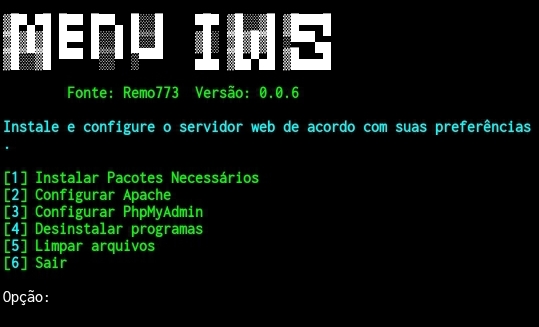 MENU IWS
Fonte: Remo773 Versão: 0.0.6
Instale e configure o servidor web de acordo com suas preferências
.
[1] Instalar Pacotes Necessários
[2] Configurar Apache
[3] Configurar PhpMyAdmin
[4] Desinstalar programas
[5] Limpar arquivos
[6] Sair
Opção: